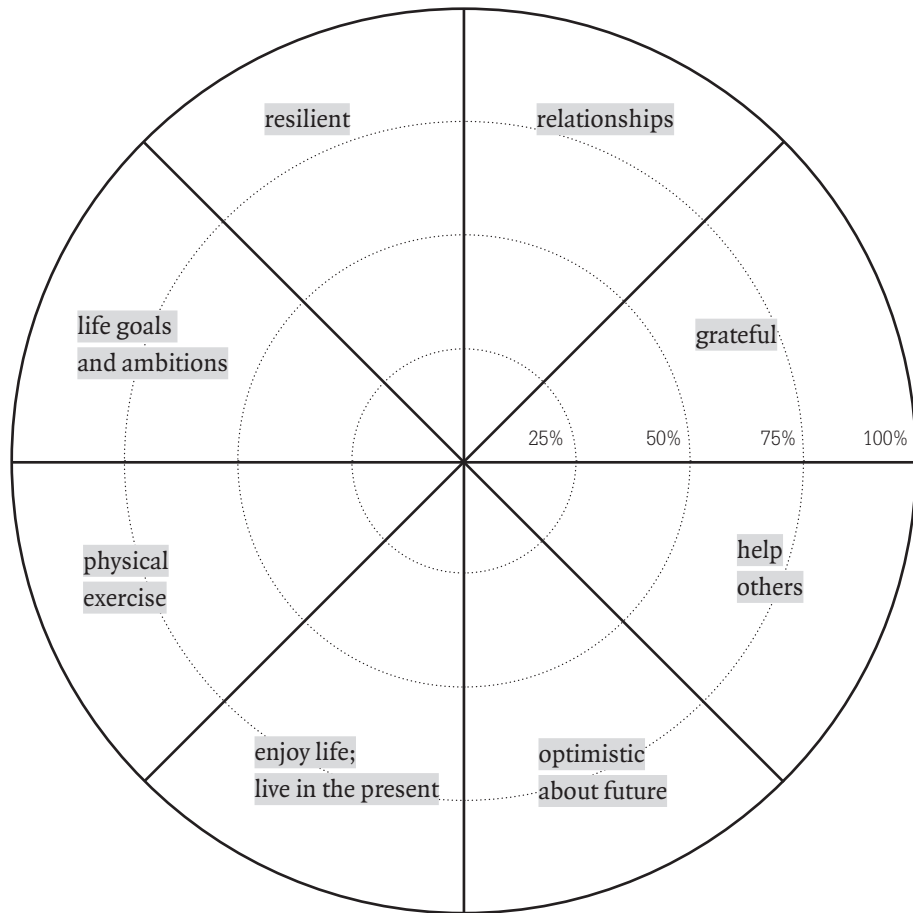 resilient
relationships
life goals
and ambitions
grateful
25% 50% 75% 100%
physical
exercise
help
others
enjoy life;
live in the present
optimistic
about future